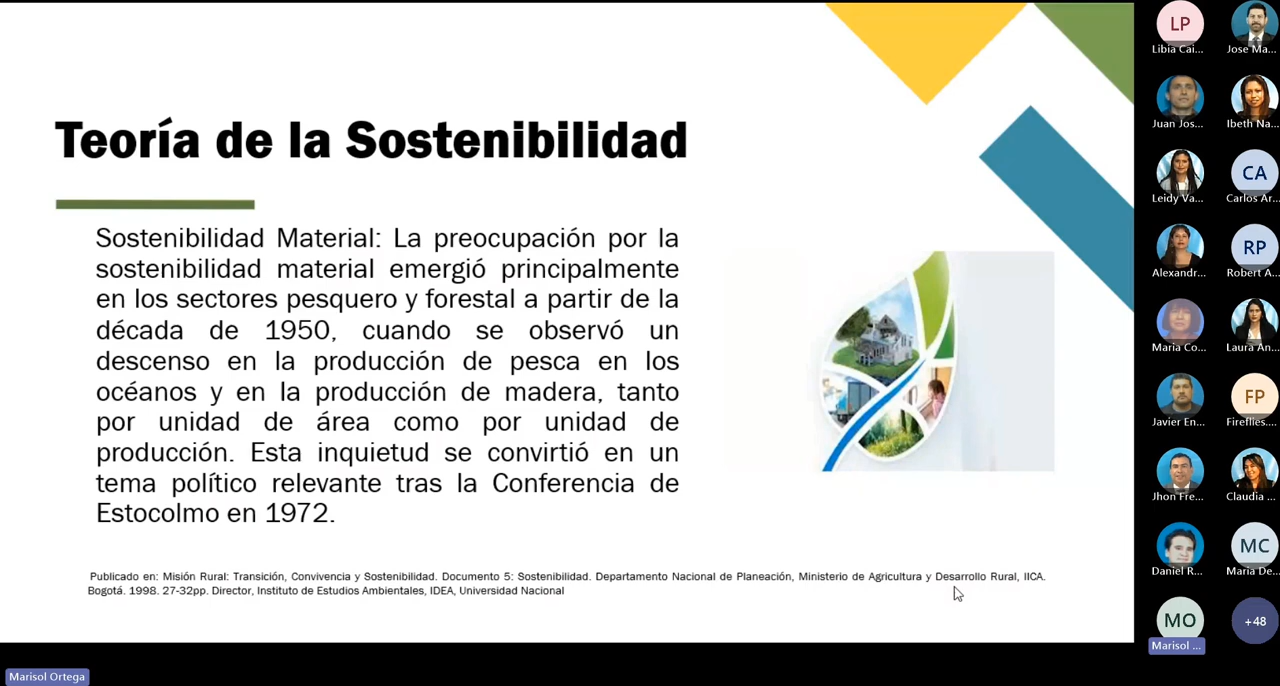 Teoría de la Sostenibilidad
Sostenibilidad Material: La preocupación por la
sostenibilidad material emergió principalmente
en los sectores pesquero y forestal a partir de la
década de 1950, cuando se observó un
descenso en la producción de pesca en los
océanos y en la producción de madera, tanto
por unidad de área como por unidad de
producción. Esta inquietud se convirtió en un
tema político relevante tras la Conferencia de
Estocolmo en 1972.
Publicado en: Misión Rural: Transición, Convivencia y Sostenibilidad. Documento 5: Sostenibilidad. Departamento Nacional de Planeación, Ministerio de Agricultura y Desarrollo Rural, IICA.
Bogotá. 1998. 27-32pp. Director, Instituto de Estudios Ambientales, IDEA, Universidad Nacional
Marisol Ortega
LP
Libia Cai...
Jose Ma...
Juan Jos...
Ibeth Na...
Leidy Va...
CA
Carlos Ar...
Alexandr...
RP
Robert A...
Maria Co...
Laura An...
Javier En...
FP
Fireflies....
Jhon Fre...
Claudia ...
Daniel R...
MC
Maria De...
MO
Marisol ...
+48